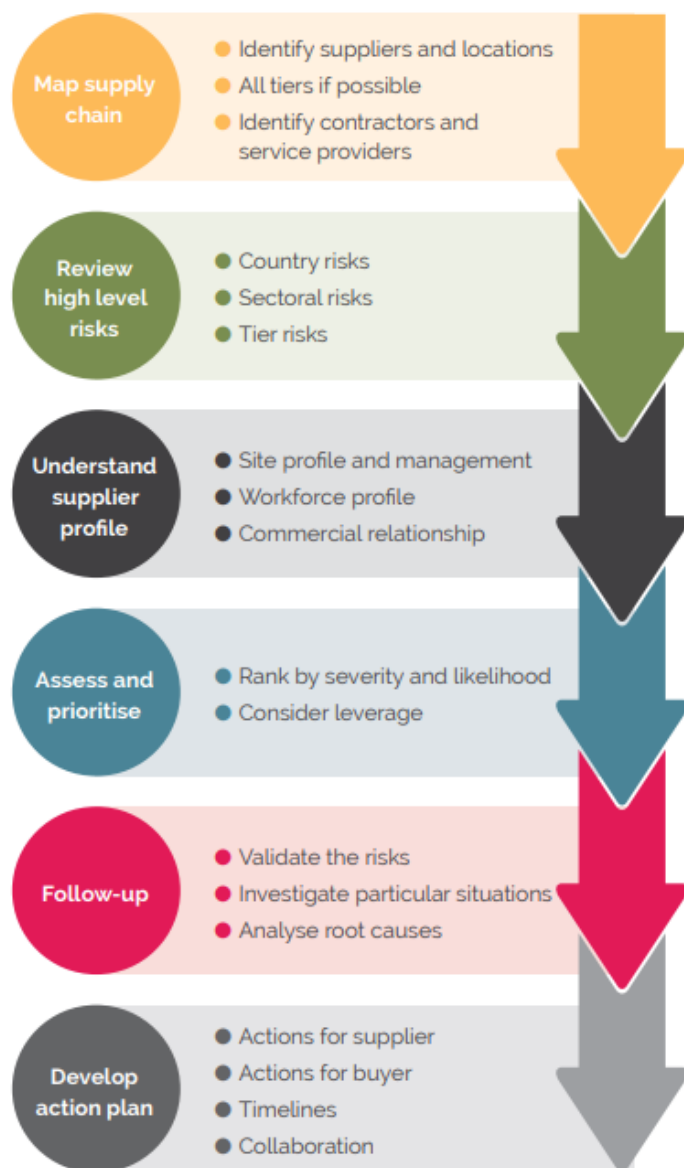 Map supply
chain
Identify suppliers and locations
All tiers if possible
Identify contractors and
service providers
Review
high level
risks
Country risks
Sectoral risks
Tier risks
Understand
supplier
profile
Site profile and management
Workforce profile
Commercial relationship
Assess and
prioritise
Rank by severity and likelihood
Consider leverage
Follow-up
Validate the risks
Investigate particular situations
Analyse root causes
Develop
action plan
Actions for supplier
Actions for buyer
Timelines
Collaboration